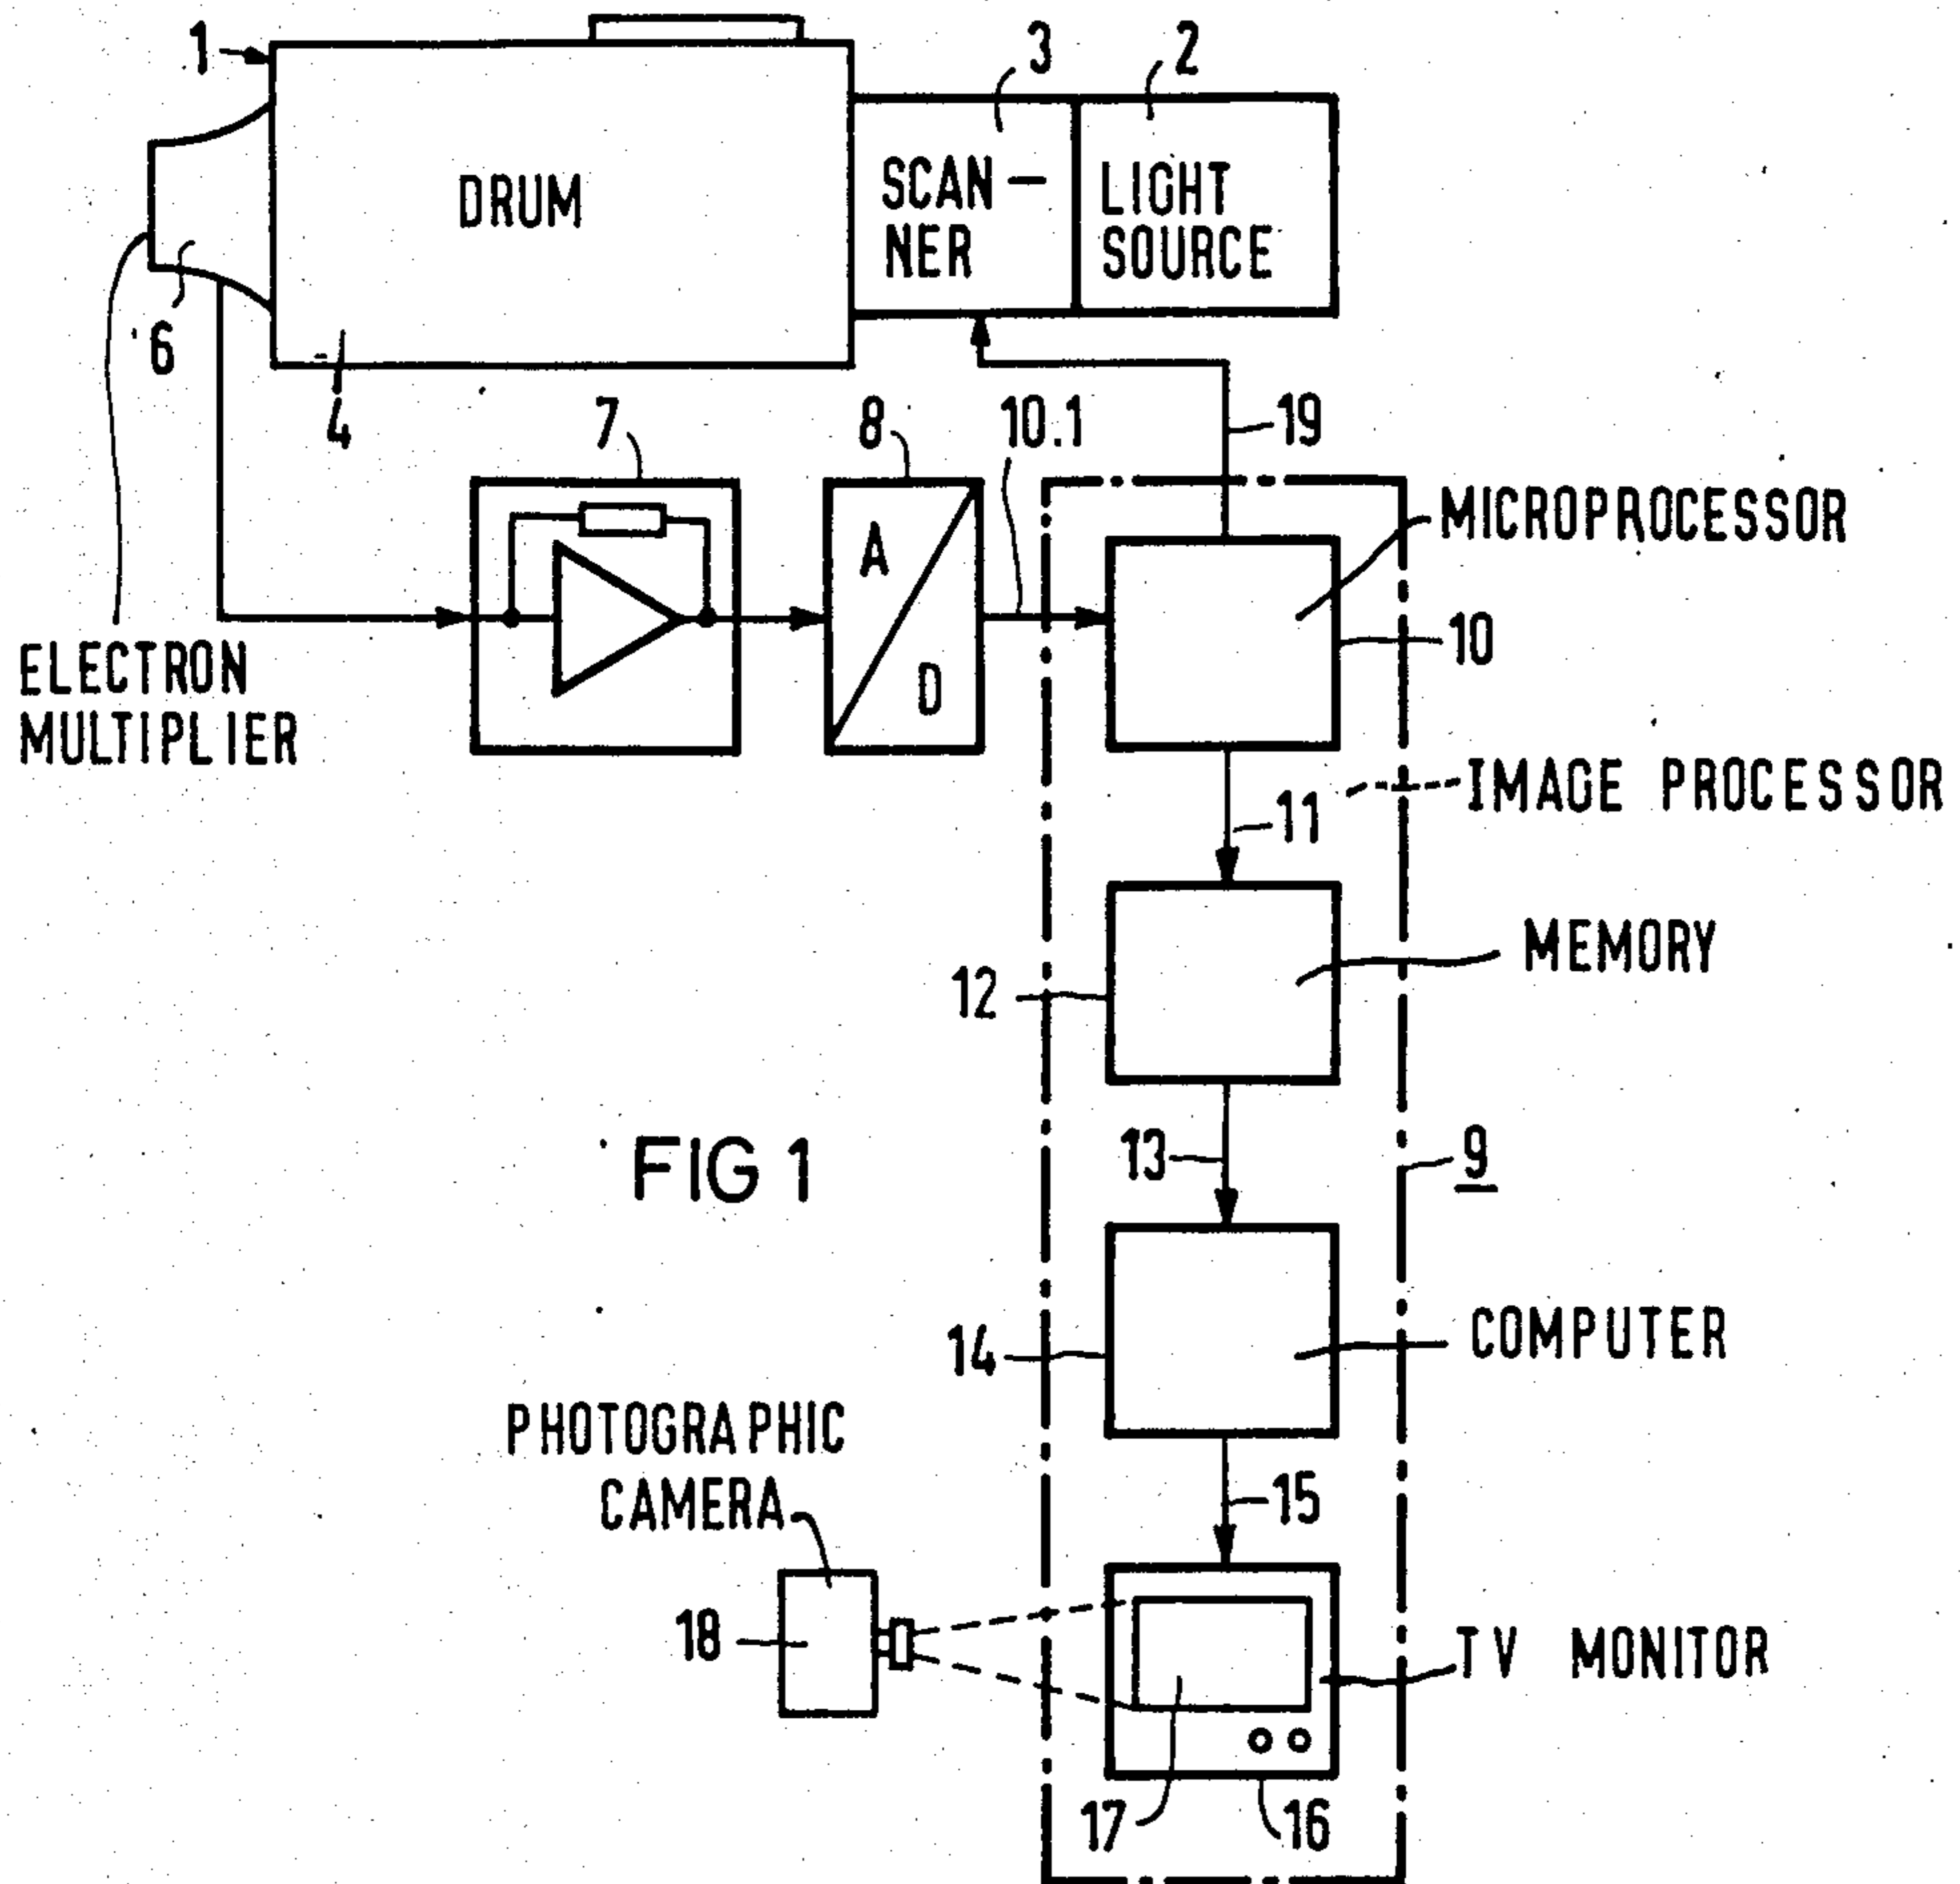 1
3
2
DRUM
SCAN-
NER
LIGHT
SOURCE
6
4
7
8
10.1
19
MICROPROCESSOR
A
D
10
ELECTRON
MULTIPLIER
IMAGE PROCESSOR
11
MEMORY
12
FIG 1
13
9
14
COMPUTER
PHOTOGRAPHIC
CAMERA
15
18
TV MONITOR
17
16